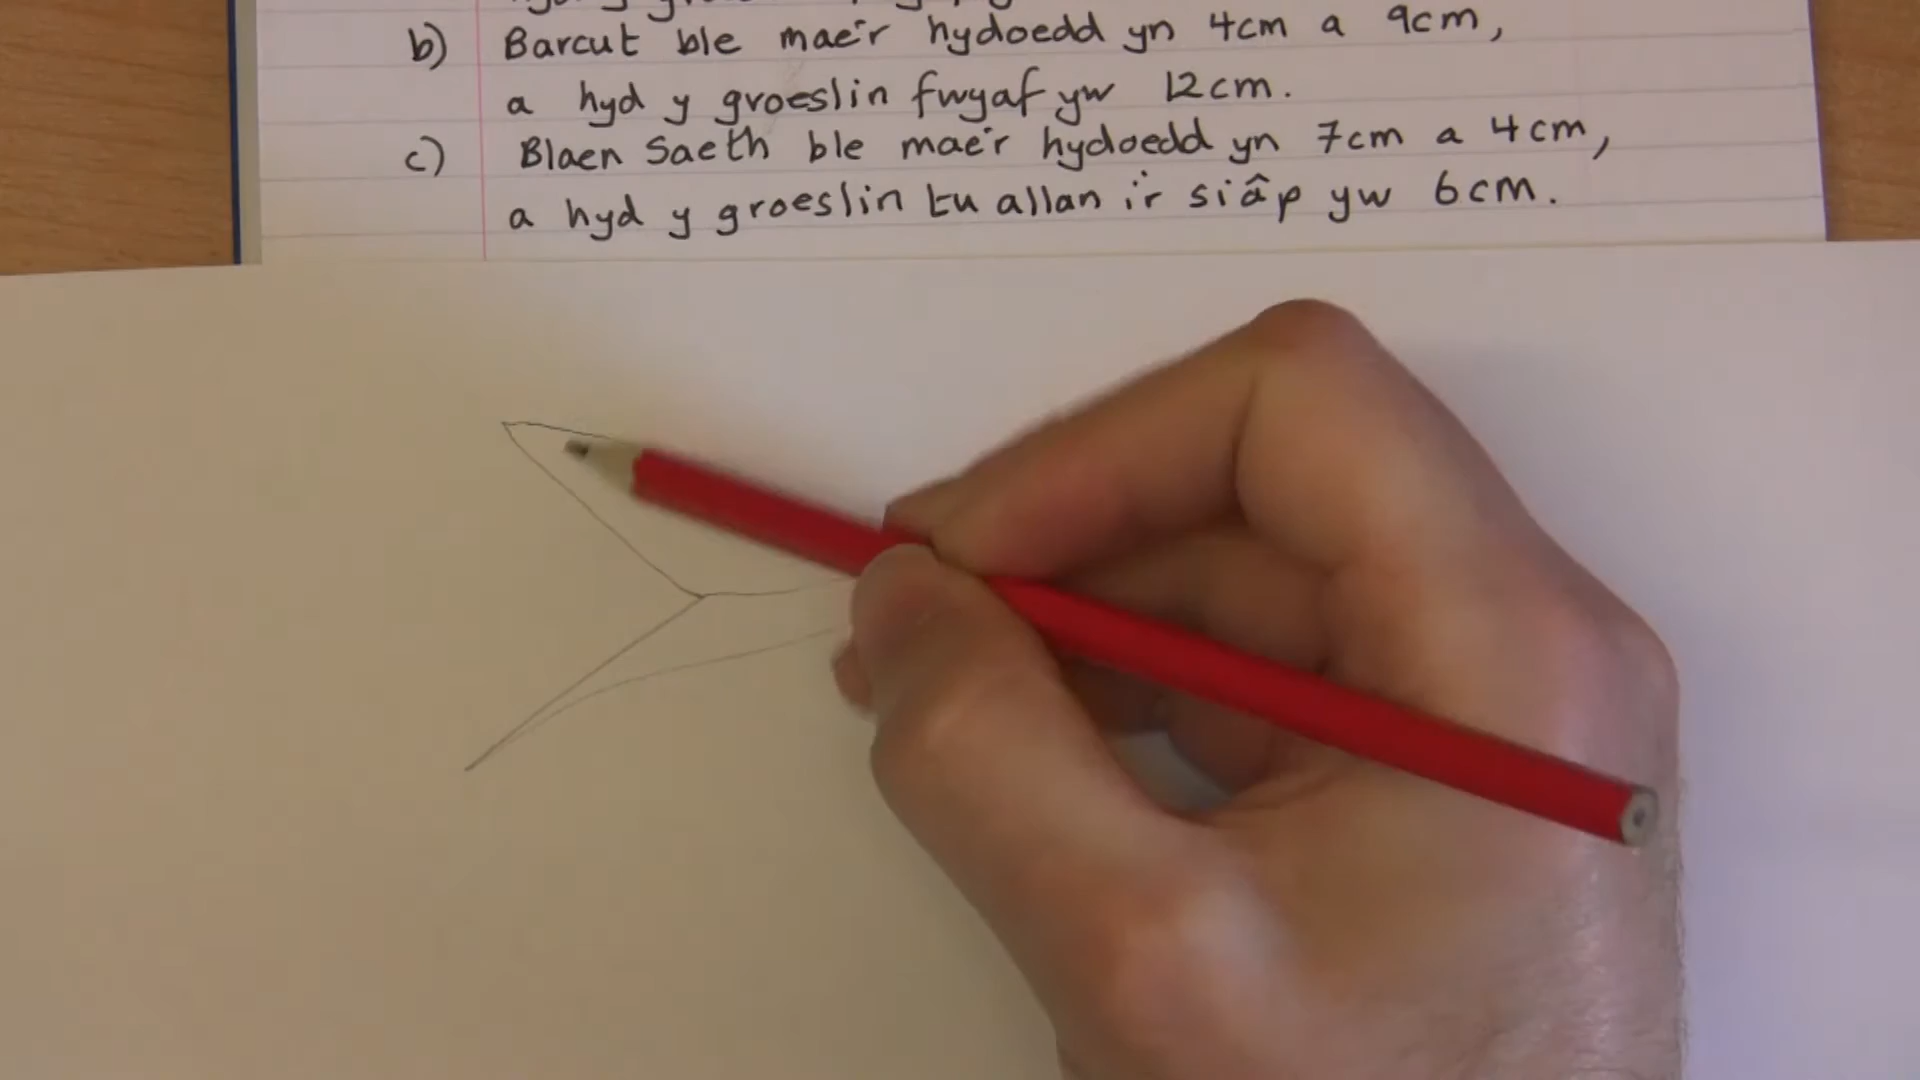 b) Barcut ble mae'r hydoedd yn 4cm a 9cm,
a hyd y groeslin fwyaf yw 12cm.
c) Blaen Saeth ble mae'r hydoedd yn 7cm a 4cm,
a hyd y groeslin tu allan i'r siâp yw 6cm.